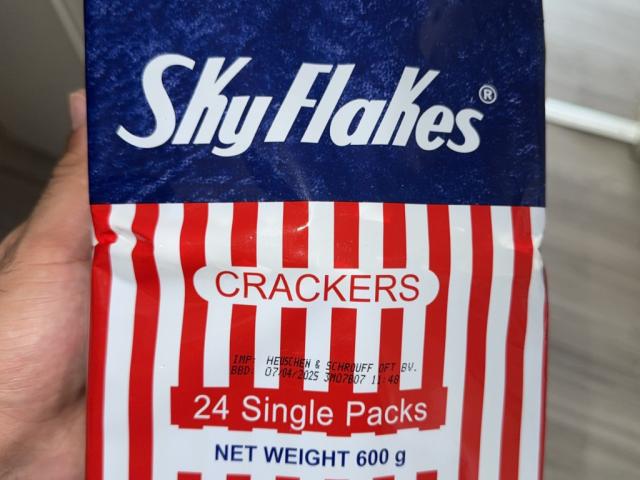 SkyFlakes®
CRACKERS
IMP: HEUSCHEN & SCHROUFF OFT BV.
BBD: 07/04/2025 3M07B07 11:48
24 Single Packs
NET WEIGHT 600 g